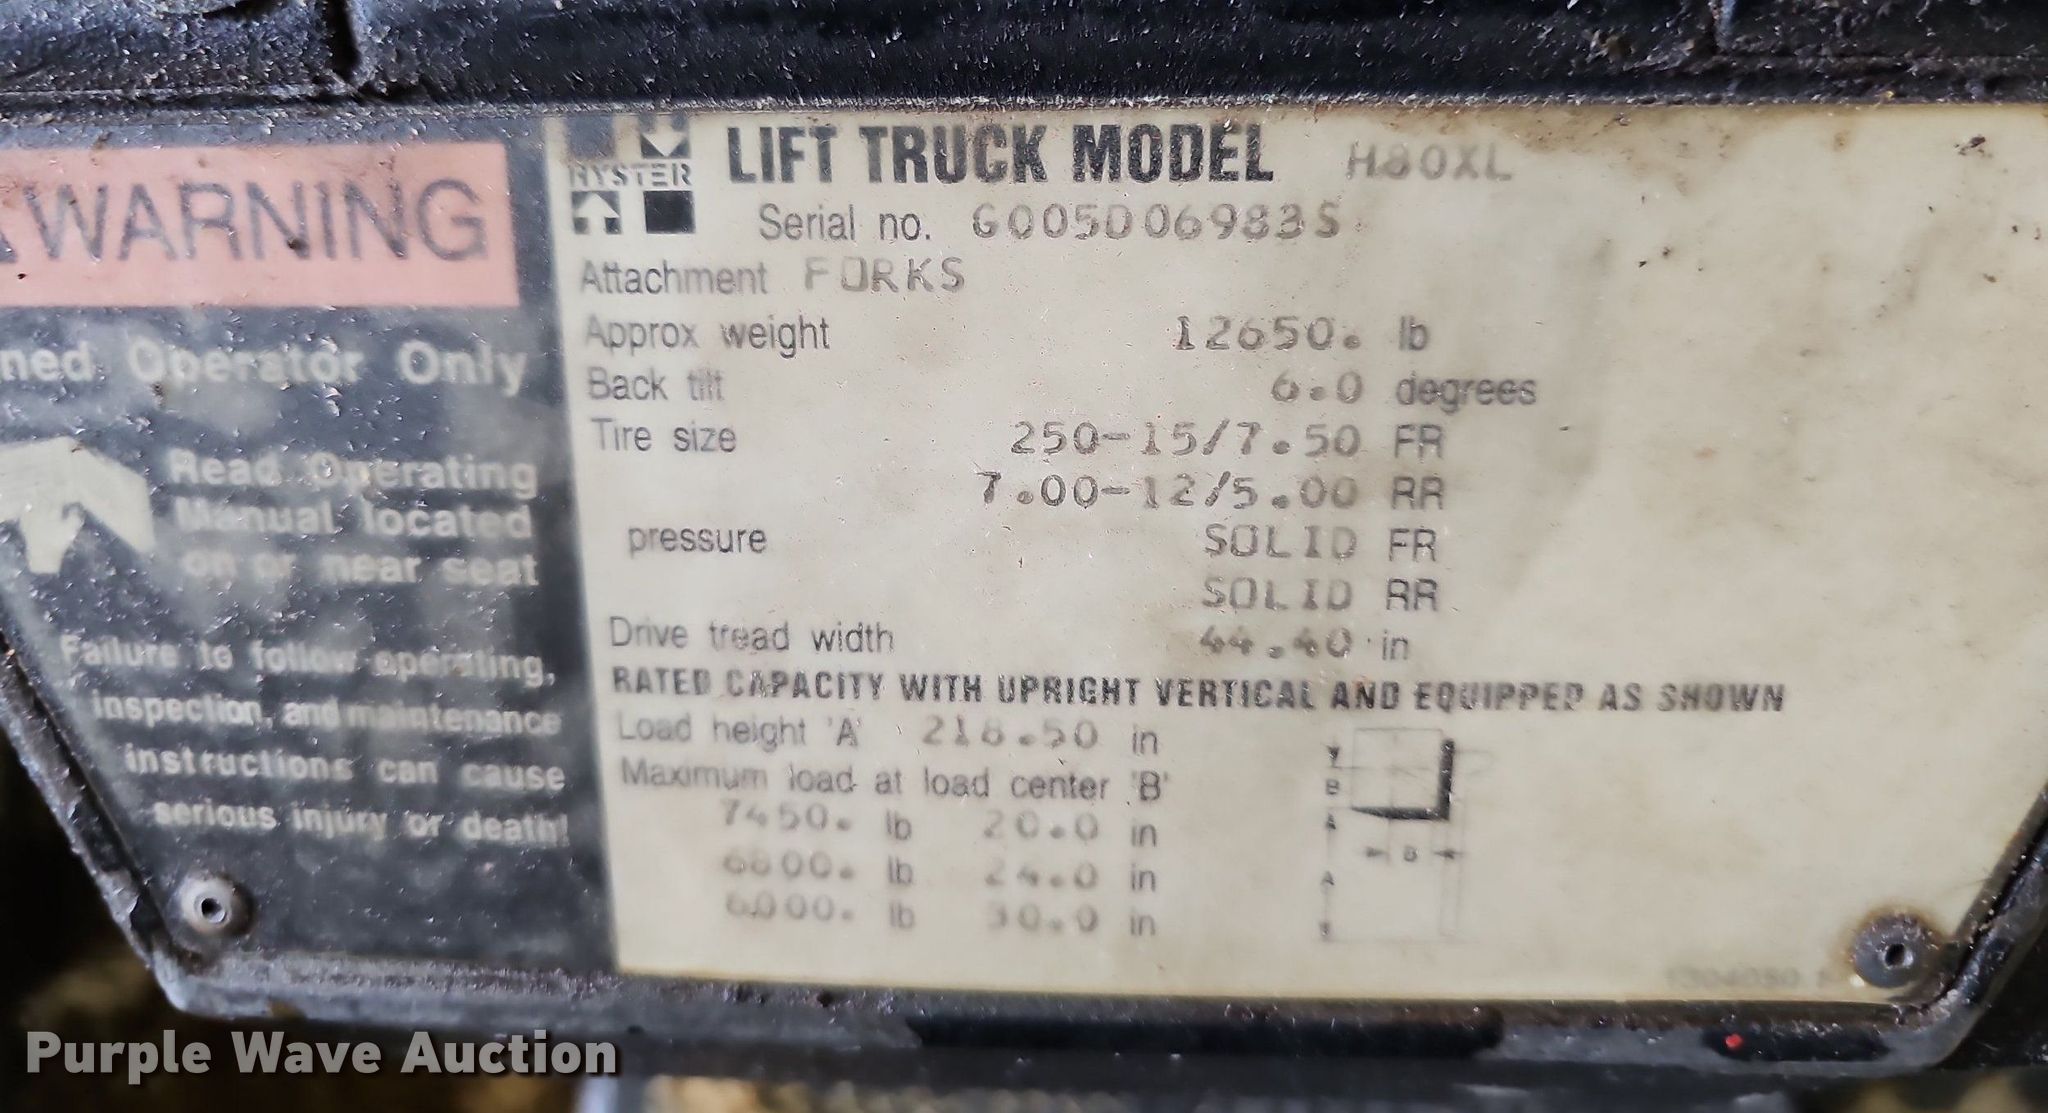 WARNING
ned Operator Only
Read Operating
Manual located
on or near seat
Failure to follow operating,
inspection, and maintenance
instructions can cause
serious injury or death!
HYSTER
LIFT TRUCK MODEL H80XL
Serial no. G005D06983S
Attachment FORKS
Approx weight 12650. lb
Back tilt 6.0 degrees
Tire size 250-15/7.50 FR
7.00-12/5.00 RR
pressure SOLID FR
SOLID RR
Drive tread width 44.40 in
RATED CAPACITY WITH UPRIGHT VERTICAL AND EQUIPPED AS SHOWN
Load height 'A' 218.50 in
Maximum load at load center 'B'
7450. lb 20.0 in
6800. lb 24.0 in
6000. lb 30.0 in
B
A
B
A
Purple Wave Auction